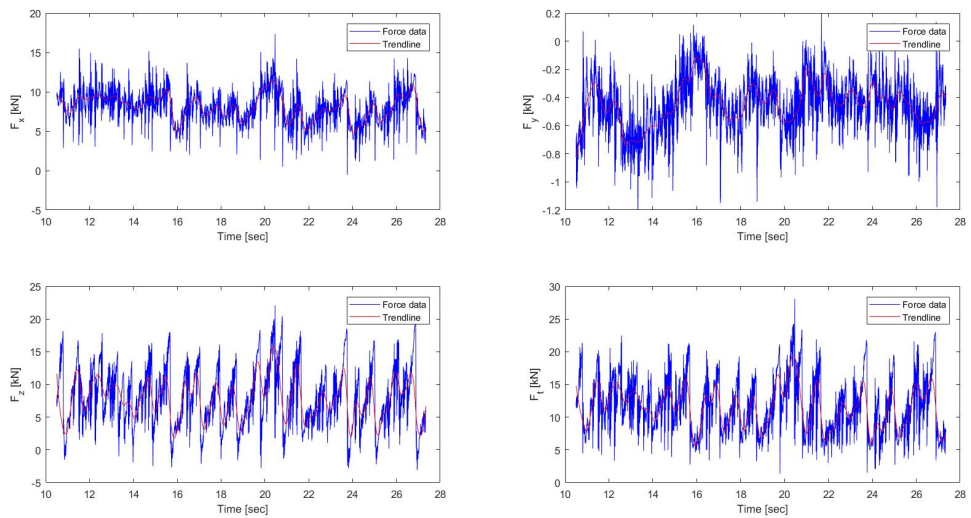 20
15
10
5
0
-5
F_x [kN]
10 12 14 16 18 20 22 24 26 28
Time [sec]
Force data
Trendline
0.2
0
-0.2
-0.4
-0.6
-0.8
-1
-1.2
F_y [kN]
10 12 14 16 18 20 22 24 26 28
Time [sec]
Force data
Trendline
25
20
15
10
5
0
-5
F_z [kN]
10 12 14 16 18 20 22 24 26 28
Time [sec]
Force data
Trendline
30
25
20
15
10
5
0
F_t [kN]
10 12 14 16 18 20 22 24 26 28
Time [sec]
Force data
Trendline